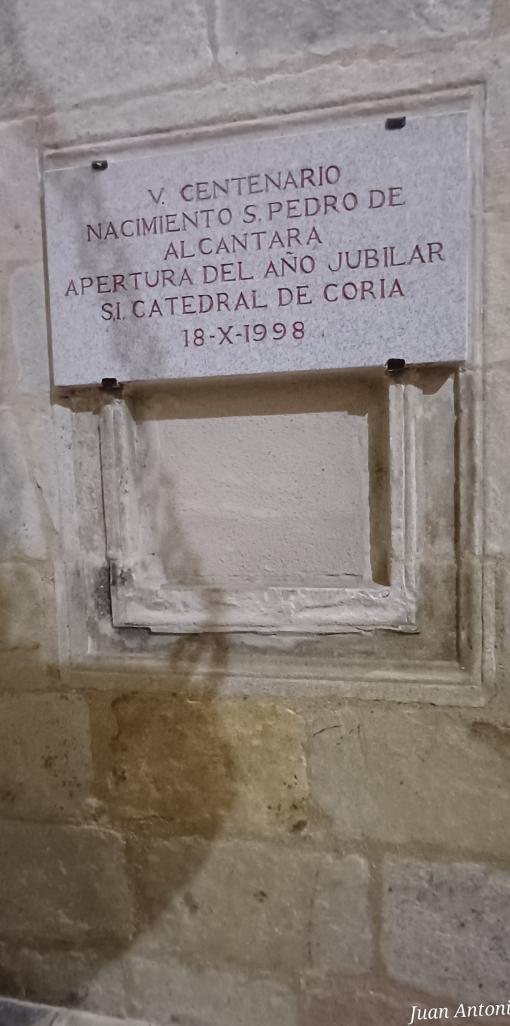 V. CENTENARIO
NACIMIENTO S. PEDRO DE
ALCANTARA
APERTURA DEL AÑO JUBILAR
S.I. CATEDRAL DE CORIA
18-X-1998
Juan Antoni